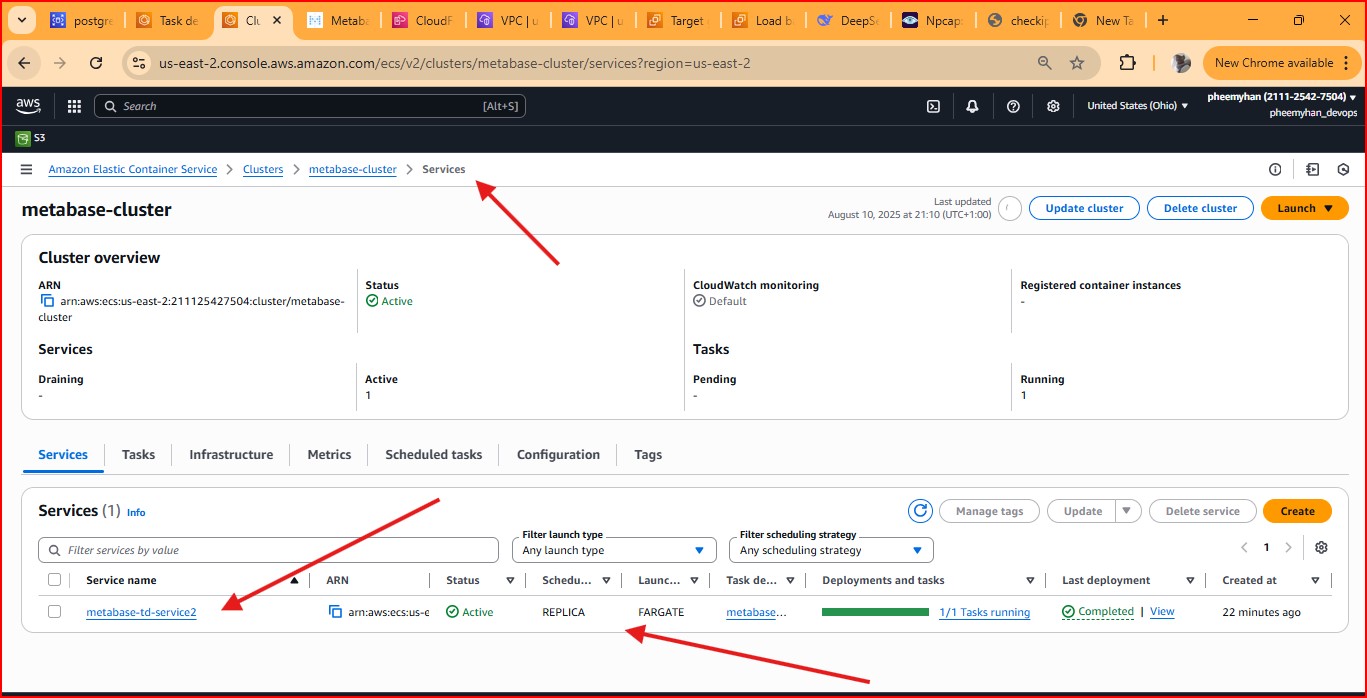 postgre
Task de
Clu
Metaba
CloudF
VPC | u
VPC | u
Target
Load b
DeepSe
Npcap
checkip
New Ta
us-east-2.console.aws.amazon.com/ecs/v2/clusters/metabase-cluster/services?region=us-east-2
New Chrome available
aws
Search [Alt+S]
United States (Ohio)
pheemyhan (2111-2542-7504)
pheemyhan_devops
S3
Amazon Elastic Container Service > Clusters > metabase-cluster > Services
metabase-cluster
Last updated
August 10, 2025 at 21:10 (UTC+1:00)
Update cluster
Delete cluster
Launch
Cluster overview
ARN
arn:aws:ecs:us-east-2:211125427504:cluster/metabase-
cluster
Status
Active
CloudWatch monitoring
Default
Registered container instances
-
Services
Draining
-
Active
1
Tasks
Pending
-
Running
1
Services Tasks Infrastructure Metrics Scheduled tasks Configuration Tags
Services (1) Info
Manage tags
Update
Delete service
Create
Filter services by value
Filter launch type
Any launch type
Filter scheduling strategy
Any scheduling strategy
1
Service name ARN Status Schedu... Launc... Task de... Deployments and tasks Last deployment Created at
metabase-td-service2 arn:aws:ecs:us-e Active REPLICA FARGATE metabase... 1/1 Tasks running Completed | View 22 minutes ago